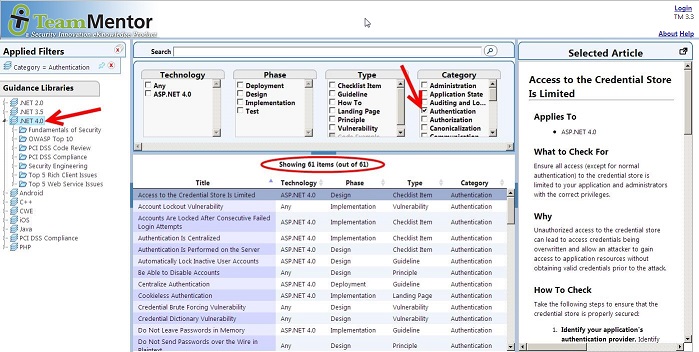 TeamMentor
a Security Innovation eKnowledge Product
Login
TM 3.3
About Help
Applied Filters
Category = Authentication
Guidance Libraries
.NET 2.0
.NET 3.5
.NET 4.0
Fundamentals of Security
OWASP Top 10
PCI DSS Code Review
PCI DSS Compliance
Security Engineering
Top 5 Rich Client Issues
Top 5 Web Service Issues
Android
C++
CWE
iOS
Java
PCI DSS Compliance
PHP
Search
Technology
Any
ASP.NET 4.0
Phase
Deployment
Design
Implementation
Test
Type
Checklist Item
Guideline
How To
Landing Page
Principle
Vulnerability
Category
Administration
Application State
Auditing and Lo...
Authentication
Authorization
Canonicalization
Showing 61 items (out of 61)
Title Technology Phase Type Category
Access to the Credential Store Is Limited ASP.NET 4.0 Design Checklist Item Authentication
Account Lockout Vulnerability Any Implementation Vulnerability Authentication
Accounts Are Locked After Consecutive Failed
Login Attempts ASP.NET 4.0 Implementation Checklist Item Authentication
Authentication Is Centralized ASP.NET 4.0 Implementation Checklist Item Authentication
Authentication Is Performed on the Server ASP.NET 4.0 Design Checklist Item Authentication
Automatically Lock Inactive User Accounts ASP.NET 4.0 Design Guideline Authentication
Be Able to Disable Accounts Any Design Principle Authentication
Centralize Authentication ASP.NET 4.0 Deployment Guideline Authentication
Cookieless Authentication ASP.NET 4.0 Implementation Landing Page Authentication
Credential Brute Forcing Vulnerability Any Design Vulnerability Authentication
Credential Dictionary Vulnerability Any Design Vulnerability Authentication
Do Not Leave Passwords in Memory ASP.NET 4.0 Implementation Guideline Authentication
Do Not Send Passwords over the Wire in
Plaintext Any Implementation Principle Authentication
Selected Article
Access to the Credential Store
Is Limited
Applies To
ASP.NET 4.0
What to Check For
Ensure all access (except for normal
authentication) to the credential store is
limited to your application and administrators
with the correct privileges.
Why
Unauthorized access to the credential store
can lead to access credentials being
overwritten and allow an attacker to gain
access to application resources without
obtaining valid credentials prior to the attack.
How To Check
Take the following steps to ensure that the
credential store is properly secured:
1. Identify your application's
authentication provider. Identify